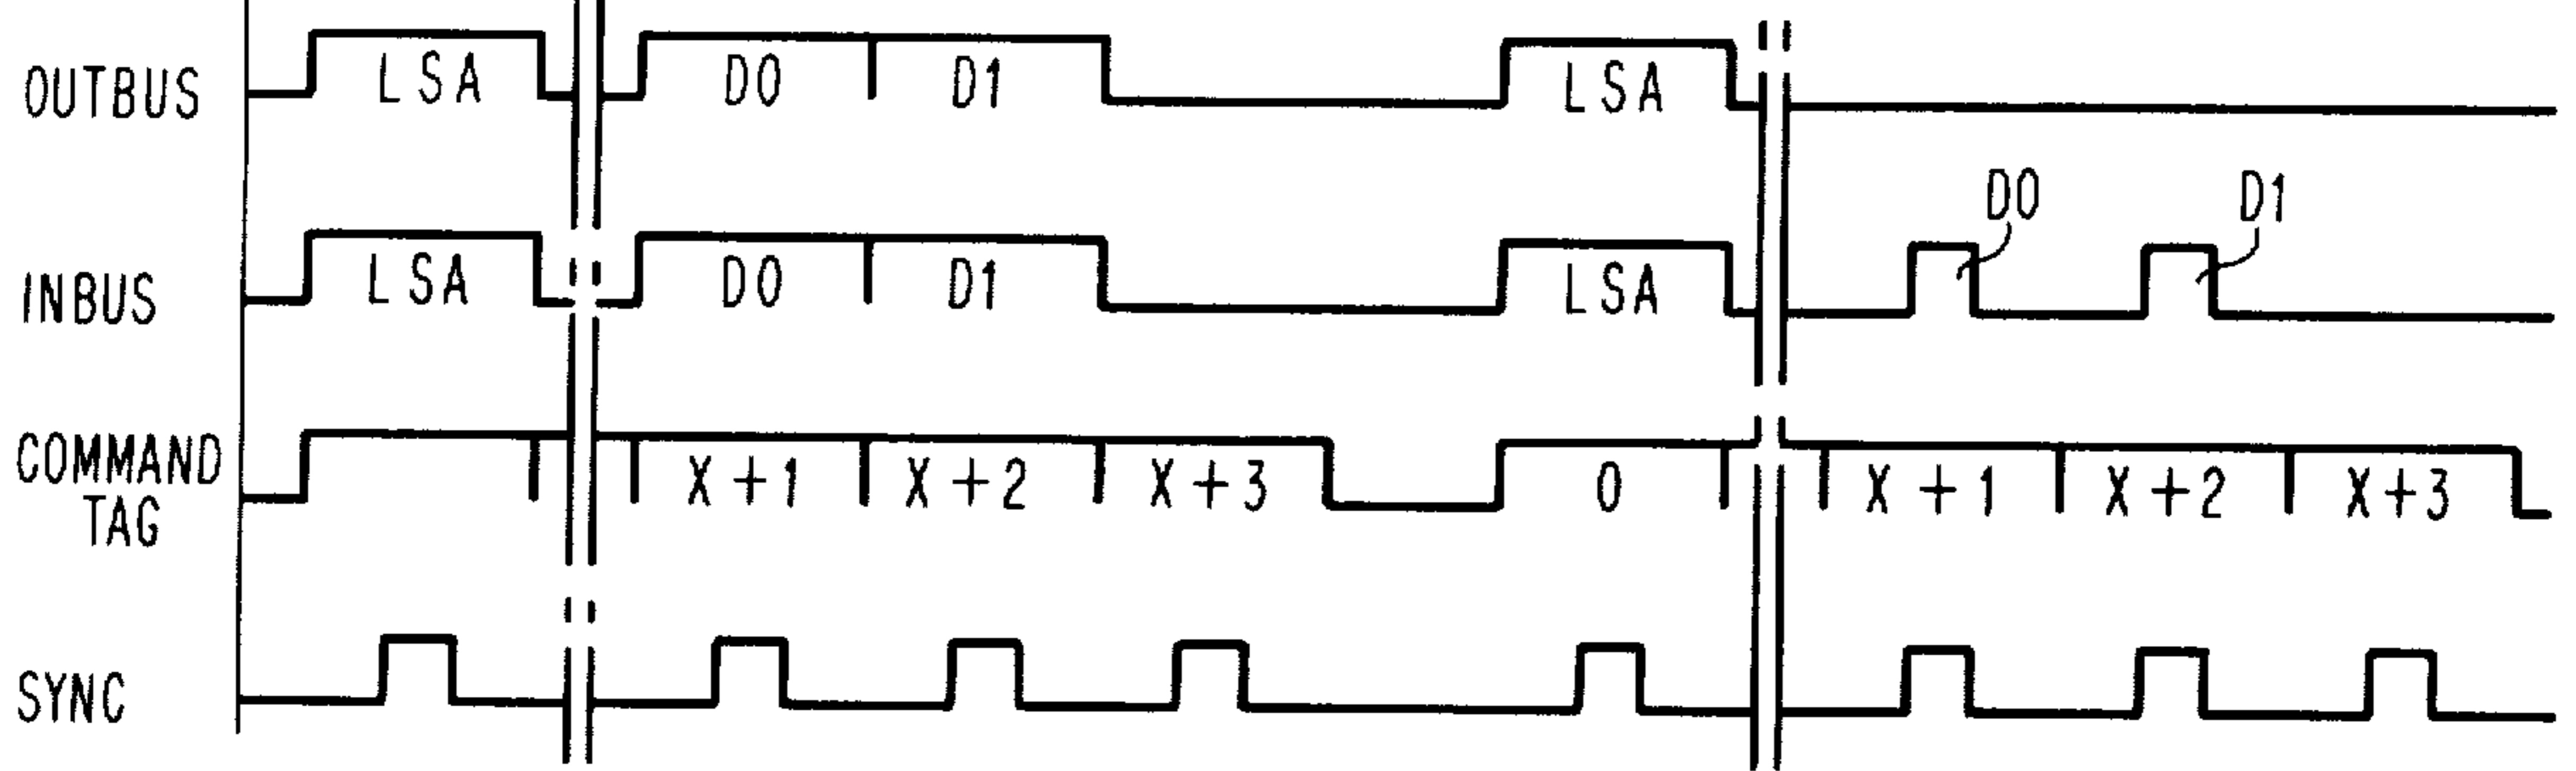 OUTBUS LSA D0 D1 LSA
D0 D1
INBUS LSA D0 D1 LSA
COMMAND TAG X+1 X+2 X+3 0 X+1 X+2 X+3
SYNC